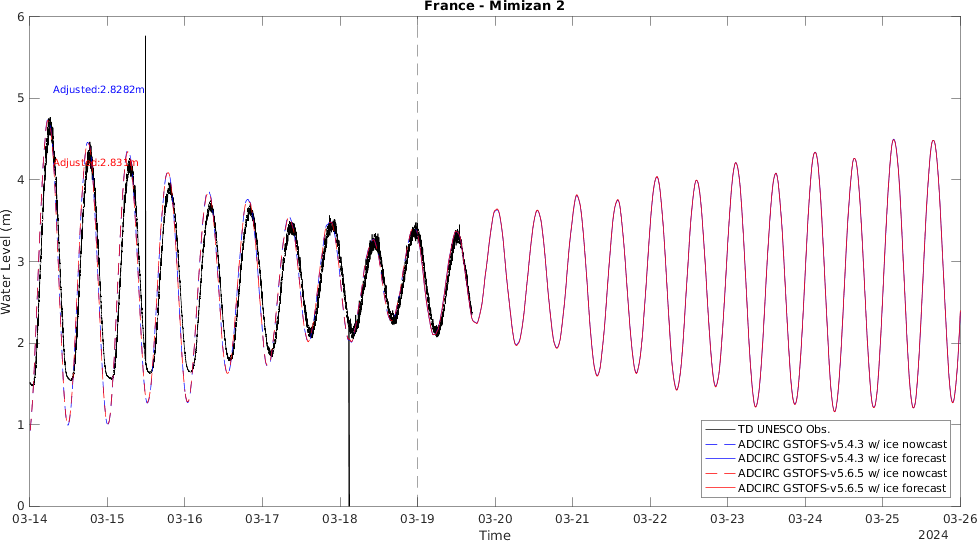 France - Mimizan 2
6
5
4
3
2
1
0
Water Level (m)
Adjusted:2.8282m
Adjusted:2.831m
03-14 03-15 03-16 03-17 03-18 03-19 03-20 03-21 03-22 03-23 03-24 03-25 03-26
Time
2024
TD UNESCO Obs.
ADCIRC GSTOFS-v5.4.3 w/ ice nowcast
ADCIRC GSTOFS-v5.4.3 w/ ice forecast
ADCIRC GSTOFS-v5.6.5 w/ ice nowcast
ADCIRC GSTOFS-v5.6.5 w/ ice forecast